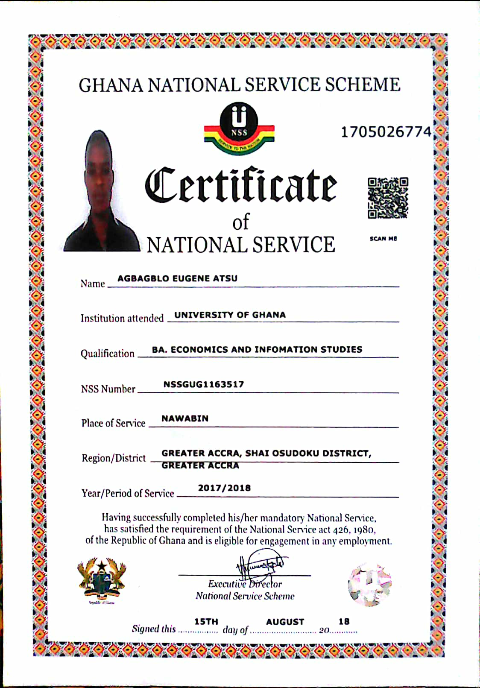 GHANA NATIONAL SERVICE SCHEME
NSS
1705026774
Certificate
of
NATIONAL SERVICE
SCAN ME
Name AGBAGBLO EUGENE ATSU
Institution attended UNIVERSITY OF GHANA
Qualification BA. ECONOMICS AND INFOMATION STUDIES
NSS Number NSSGUG1163517
Place of Service NAWABIN
Region/District GREATER ACCRA, SHAI OSUDOKU DISTRICT,
GREATER ACCRA
Year/Period of Service 2017/2018
Having successfully completed his/her mandatory National Service,
has satisfied the requirement of the National Service act 426, 1980,
of the Republic of Ghana and is eligible for engagement in any employment.
Executive Director
National Service Scheme
Republic of Ghana
Signed this 15TH day of AUGUST 20 18